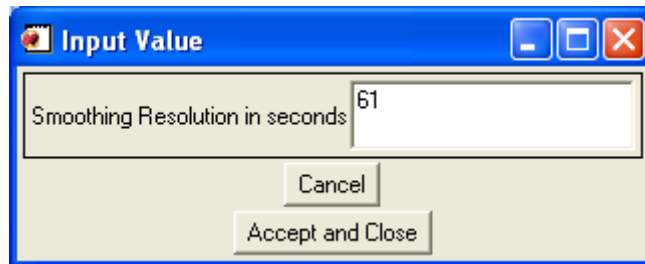 Input Value
Smoothing Resolution in seconds 61
Cancel
Accept and Close